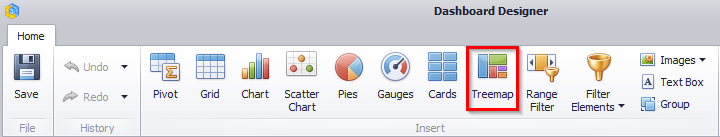 Dashboard Designer
Home
Save
Undo
Redo
Pivot
Grid
Chart
Scatter
Chart
Pies
Gauges
Cards
Treemap
Range
Filter
Filter
Elements
Images
Text Box
Group
File
History
Insert